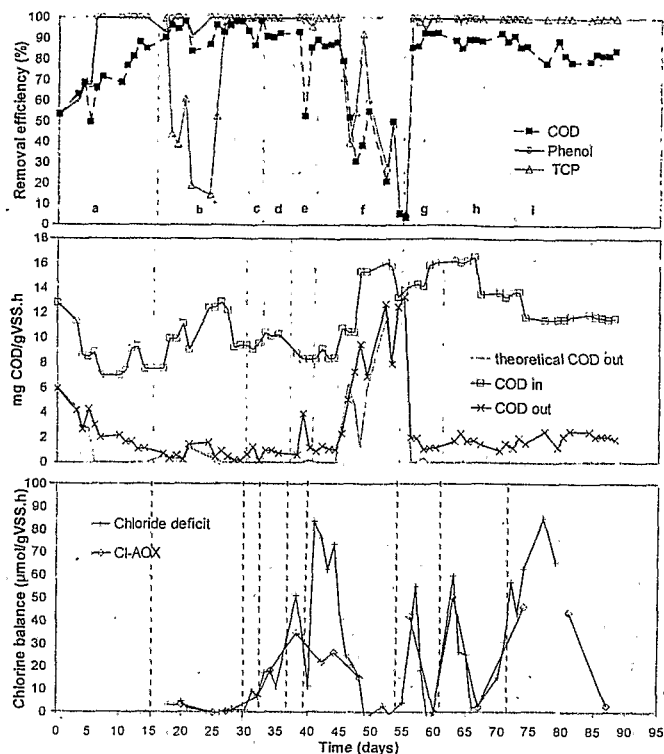 Removal efficiency (%)
100
90
80
70
60
50
40
30
20
10
0
COD
Phenol
TCP
a b c d e f g h i
mg COD/gVSS.h
18
16
14
12
10
8
6
4
2
0
theoretical COD out
COD in
COD out
Chlorine balance (µmol/gVSS.h)
100
90
80
70
60
50
40
30
20
10
0
Chloride deficit
Cl-AOX
0 5 10 15 20 25 30 35 40 45 50 55 60 65 70 75 80 85 90 95
Time (days)